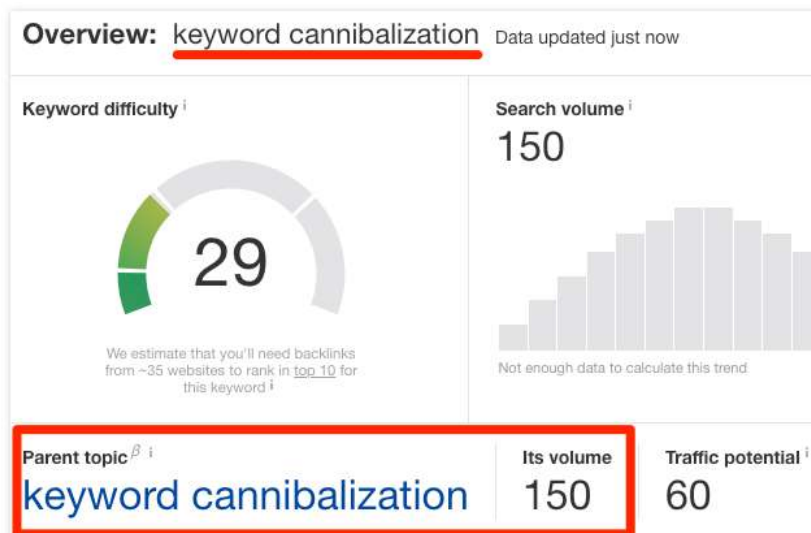 Overview: keyword cannibalization Data updated just now
Keyword difficulty i
Search volume i
150
29
We estimate that you'll need backlinks
from ~35 websites to rank in top 10 for
this keyword i
Not enough data to calculate this trend
Parent topic β i
Its volume
Traffic potential i
keyword cannibalization
150
60